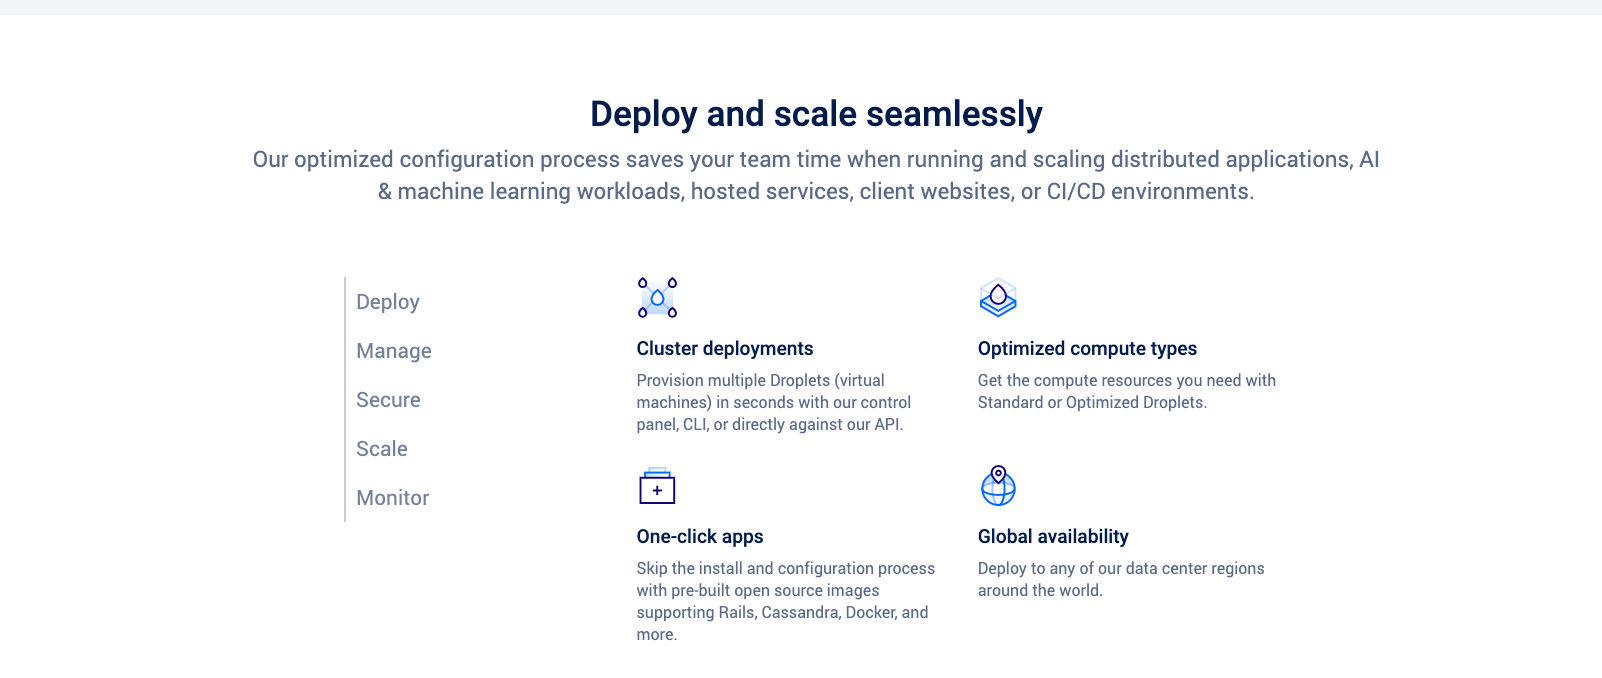 Deploy and scale seamlessly
Our optimized configuration process saves your team time when running and scaling distributed applications, AI
& machine learning workloads, hosted services, client websites, or CI/CD environments.
Deploy
Manage
Secure
Scale
Monitor
Cluster deployments
Provision multiple Droplets (virtual
machines) in seconds with our control
panel, CLI, or directly against our API.
Optimized compute types
Get the compute resources you need with
Standard or Optimized Droplets.
One-click apps
Skip the install and configuration process
with pre-built open source images
supporting Rails, Cassandra, Docker, and
more.
Global availability
Deploy to any of our data center regions
around the world.